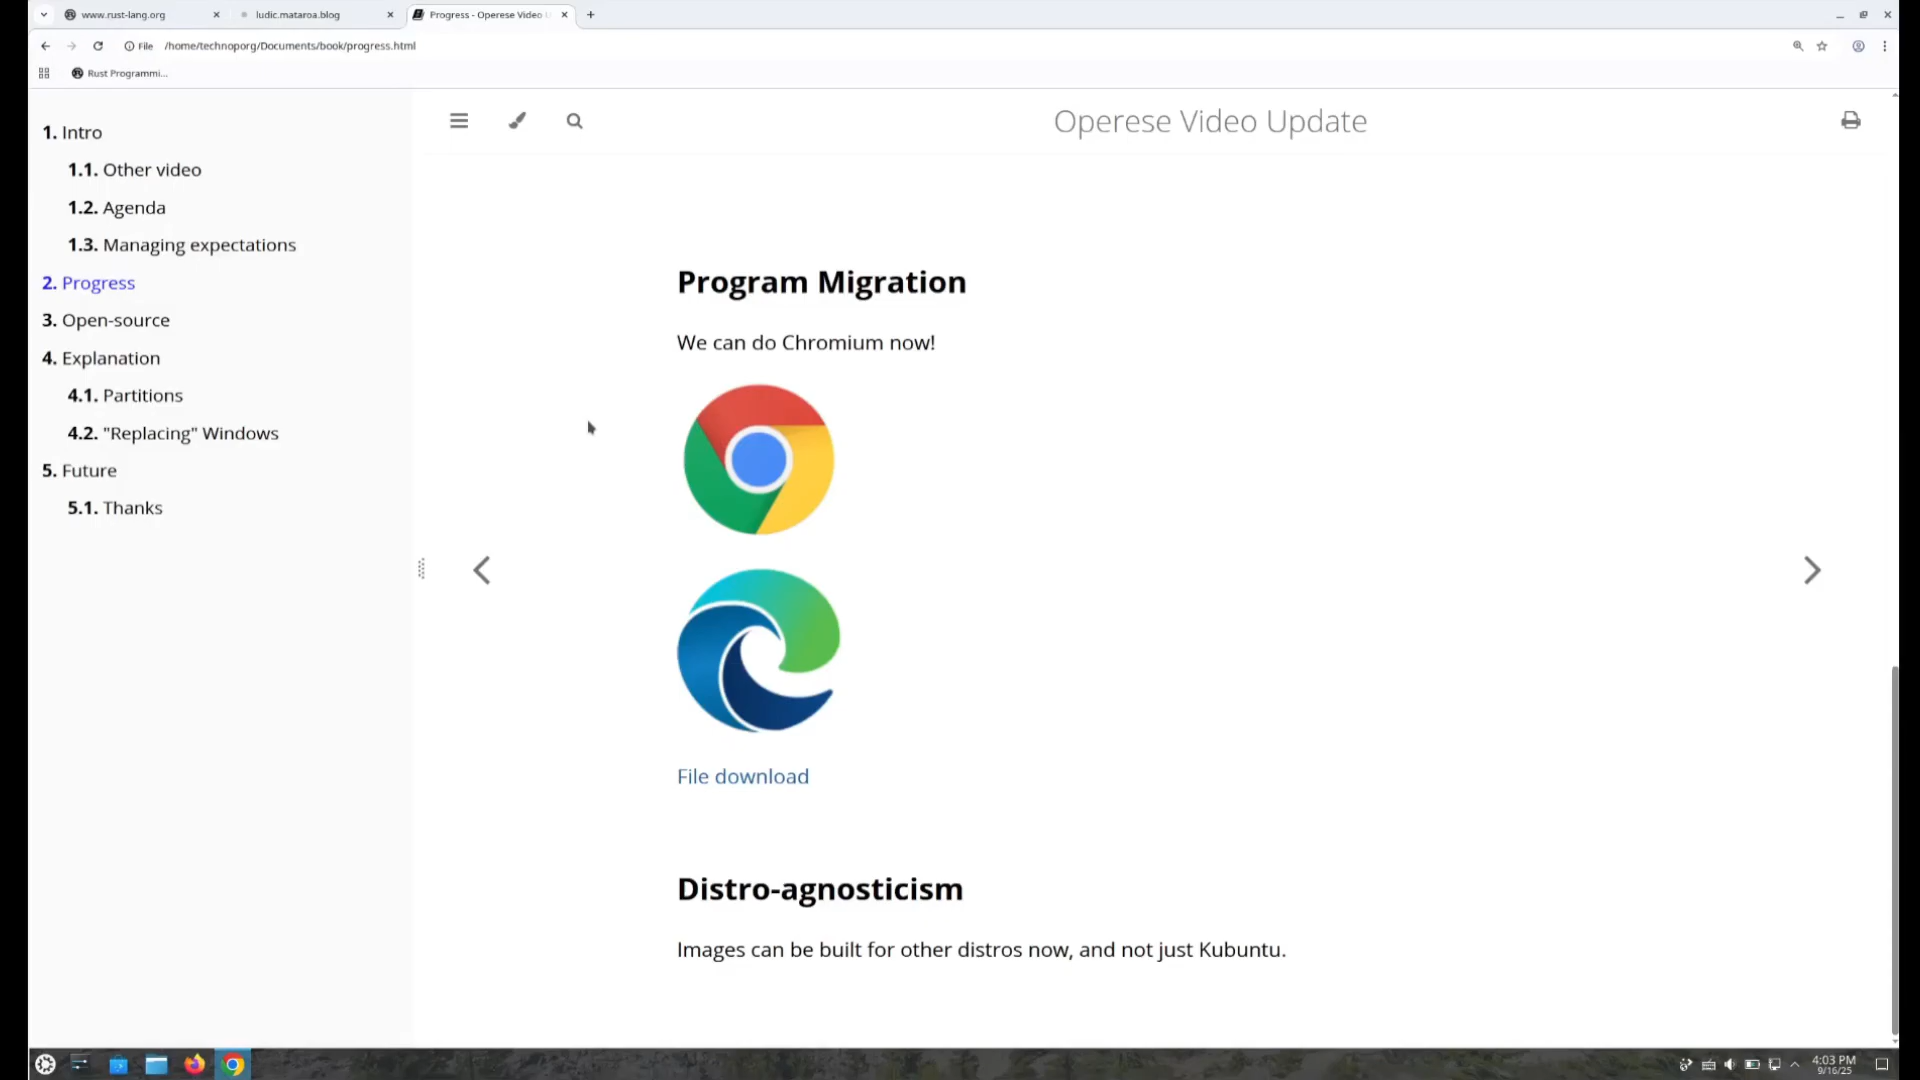 www.rust-lang.org
ludic.mataroa.blog
Progress - Operese Video U
File /home/technoporg/Documents/book/progress.html
Rust Programmi...
1. Intro
1.1. Other video
1.2. Agenda
1.3. Managing expectations
2. Progress
3. Open-source
4. Explanation
4.1. Partitions
4.2. "Replacing" Windows
5. Future
5.1. Thanks
Operese Video Update
Program Migration
We can do Chromium now!
File download
Distro-agnosticism
Images can be built for other distros now, and not just Kubuntu.
4:03 PM
9/16/25